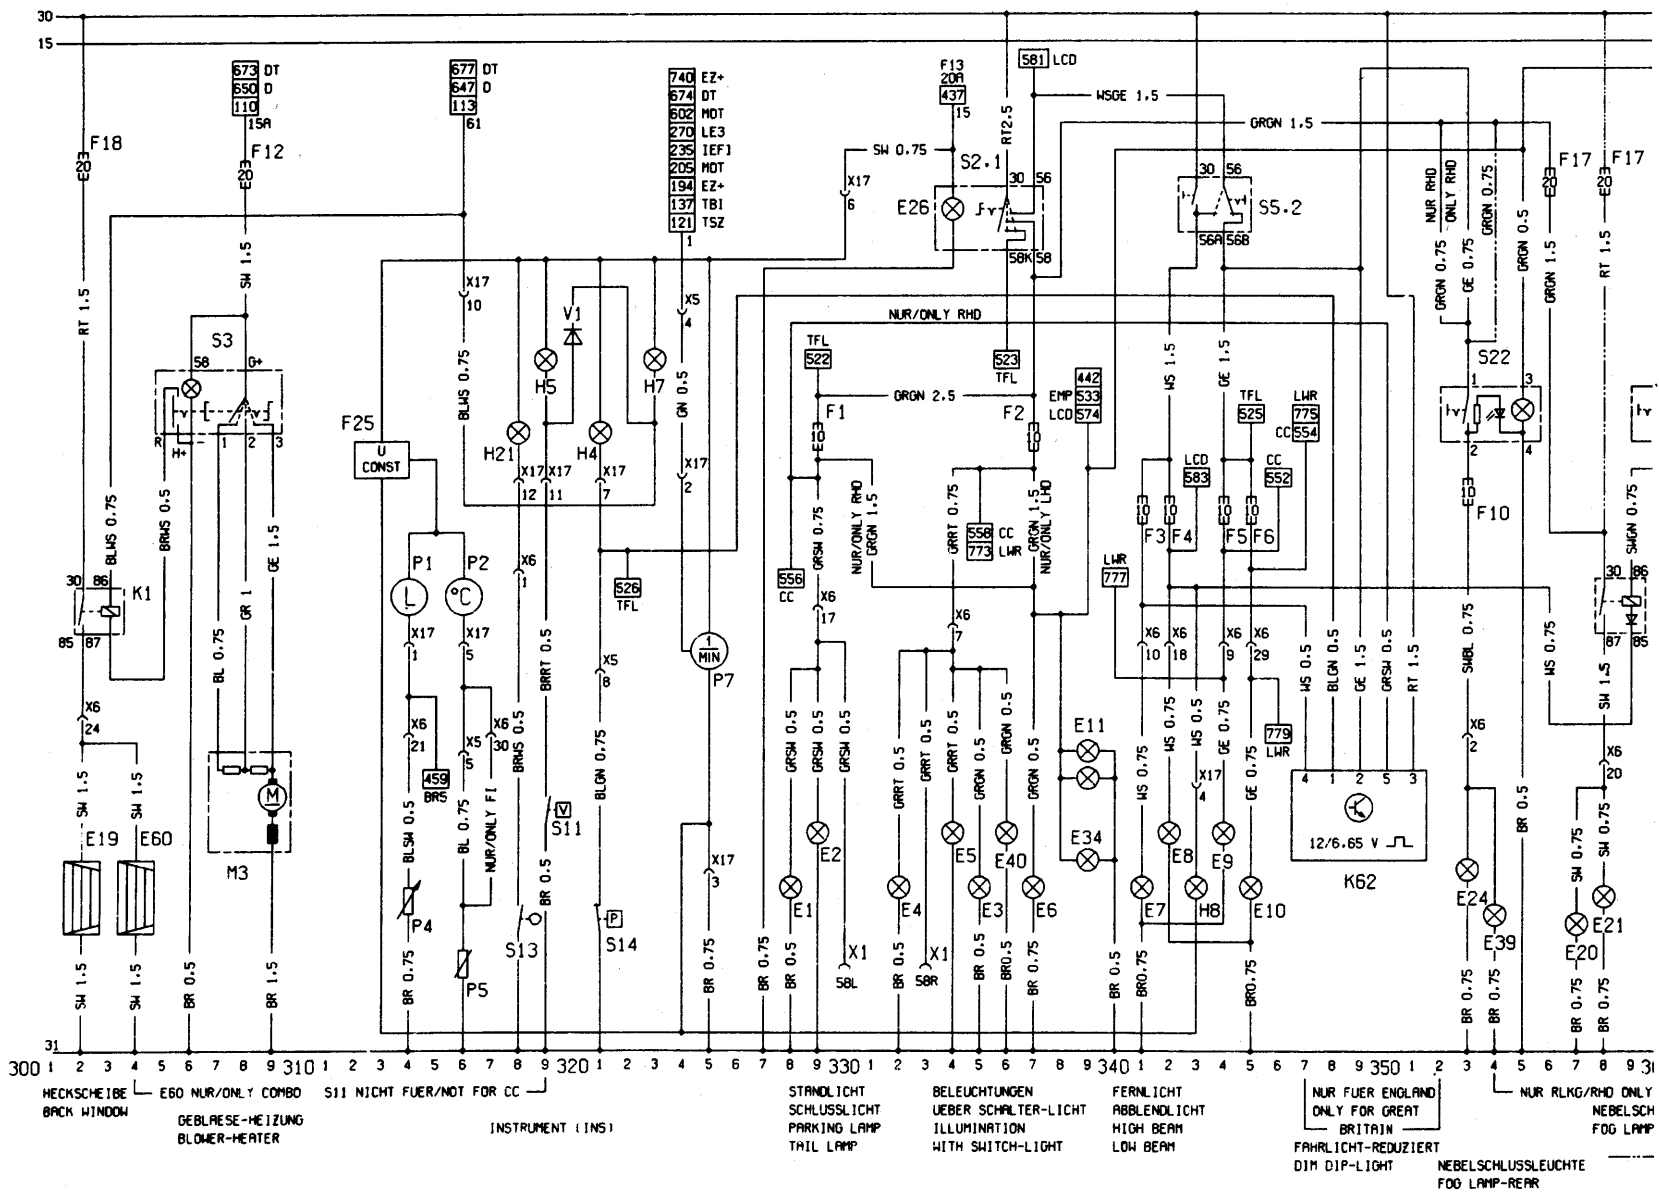 30
15
673 DT
650 D
110
15A
677 DT
647 D
113
61
740 EZ+
674 DT
602 MOT
270 LE3
235 IEFI
205 MOT
194 EZ+
137 TBI
121 TSZ
1
F13
20A
437
15
581 LCD
WSGE 1.5
GRGN 1.5
RT2.5
SW 0.75
S2.1
30 56
E26
58K 58
X17
6
30 56
S5.2
56A 56B
F18
20
F12
20
F17
20
F17
20
NUR RHD
ONLY RHD
GRGN 0.75
GRGN 0.75
GE 0.75
GRGN 0.5
GRGN 1.5
RT 1.5
RT 1.5
SW 1.5
X17
10
V1
X5
4
NUR/ONLY RHD
S3
58 G+
R H+ 1 2 3
BLWS 0.75
H5
H7
GN 0.5
TFL
522
523
TFL
GRGN 2.5
442
EMP 533
LCD 574
WS 1.5
GE 1.5
TFL
525
LWR
775
CC 554
S22
1 3
2 4
F1
10
F2
10
F25
U
CONST
H21
H4
X17
12
X17
11
X17
7
X17
2
LCD
583
CC
552
10
F3
10
F4
10
F5
10
F6
10
F10
BLWS 0.75
BRWS 0.5
GE 1.5
GR 1
BL 0.75
30 86
K1
85 87
P1
L
P2
°C
X6
1
526
TFL
556
CC
GRSW 0.5
NUR/ONLY RHD
GRGN 1.5
GRRT 0.75
558 CC
773 LWR
GRGN 1.5
NUR/ONLY LHD
LWR
777
SWGN 0.75
30 86
87 85
X17
1
X17
5
1
MIN
P7
X6
17
X6
7
X6
10
X6
18
X6
9
X6
29
WS 0.5
BLGN 0.5
GE 1.5
GRSW 0.5
RT 1.5
SWBL 0.75
WS 0.75
SW 1.5
X6
24
X6
21
X6
30
X5
5
459
BRS
BRRT 0.5
X5
8
BRWS 0.5
BLGN 0.75
GRSW 0.5
GRSW 0.5
GRSW 0.5
GRRT 0.5
GRRT 0.5
GRRT 0.5
GRGN 0.5
GRGN 0.5
GRGN 0.5
E11
WS 0.75
WS 0.75
WS 0.5
X17
4
GE 0.75
GE 0.75
779
LWR
4 1 2 5 3
12/6.65 V
K62
X6
2
X6
20
SW 1.5
SW 1.5
E19
E60
M
M3
BLSW 0.5
BL 0.75
NUR/ONLY FI
V
S11
BR 0.5
P
S14
S13
P4
P5
X17
3
E2
E1
E5
E40
E4
E3
E6
E34
E8
E9
E7
H8
E10
BR 0.5
SW 0.75
SW 0.75
E24
E39
E21
E20
X1
58L
X1
58R
SW 1.5
SW 1.5
BR 0.5
BR 1.5
BR 0.75
BR 0.75
BR 0.75
BR 0.5
BR 0.5
BR 0.5
BR0.5
BR 0.75
BR 0.5
BR0.75
BR0.75
BR 0.75
BR 0.75
BR 0.75
BR 0.75
31
300 1 2 3 4 5 6 7 8 9 310 1 2 3 4 5 6 7 8 9 320 1 2 3 4 5 6 7 8 9 330 1 2 3 4 5 6 7 8 9 340 1 2 3 4 5 6 7 8 9 350 1 2 3 4 5 6 7 8 9
HECKSCHEIBE
BACK WINDOW
E60 NUR/ONLY COMBO
GEBLAESE-HEIZUNG
BLOWER-HEATER
S11 NICHT FUER/NOT FOR CC
INSTRUMENT (INS)
STANDLICHT
SCHLUSSLICHT
PARKING LAMP
TAIL LAMP
BELEUCHTUNGEN
UEBER SCHALTER-LICHT
ILLUMINATION
WITH SWITCH-LIGHT
FERNLICHT
ABBLENDLICHT
HIGH BEAM
LOW BEAM
NUR FUER ENGLAND
ONLY FOR GREAT
BRITAIN
FAHRLICHT-REDUZIERT
DIM DIP-LIGHT
NUR RLKG/RHD ONLY
NEBELSCH
FOG LAMP
NEBELSCHLUSSLEUCHTE
FOG LAMP-REAR